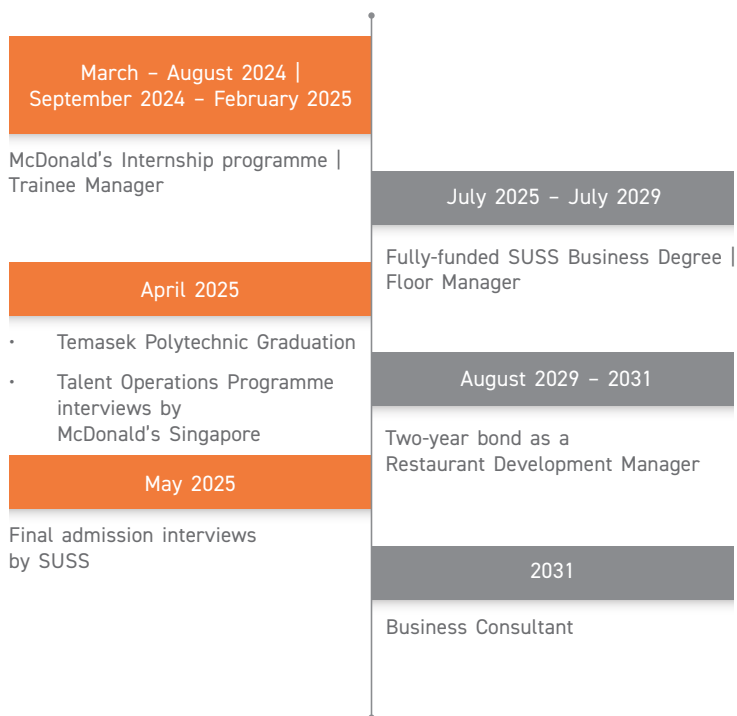 March – August 2024 |
September 2024 – February 2025
McDonald's Internship programme |
Trainee Manager
April 2025
• Temasek Polytechnic Graduation
• Talent Operations Programme
interviews by
McDonald's Singapore
May 2025
Final admission interviews
by SUSS
July 2025 – July 2029
Fully-funded SUSS Business Degree |
Floor Manager
August 2029 – 2031
Two-year bond as a
Restaurant Development Manager
2031
Business Consultant